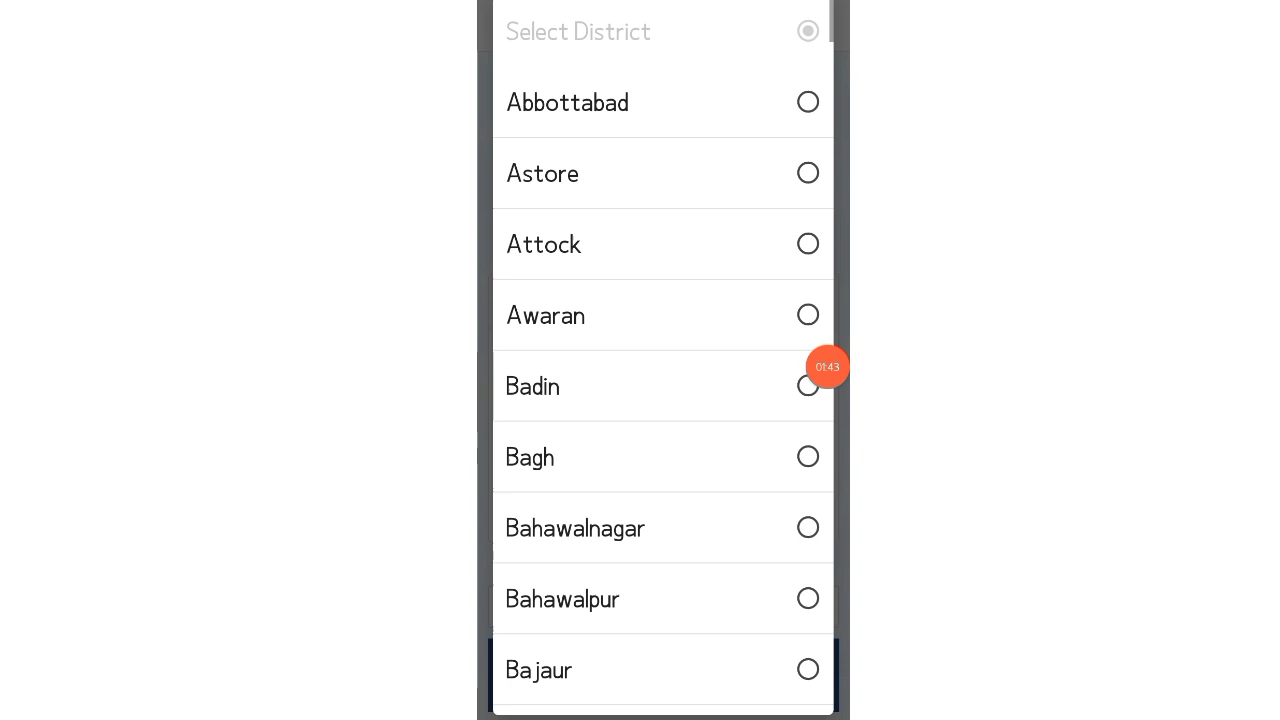 Select District
Abbottabad
Astore
Attock
Awaran
01:43
Badin
Bagh
Bahawalnagar
Bahawalpur
Bajaur